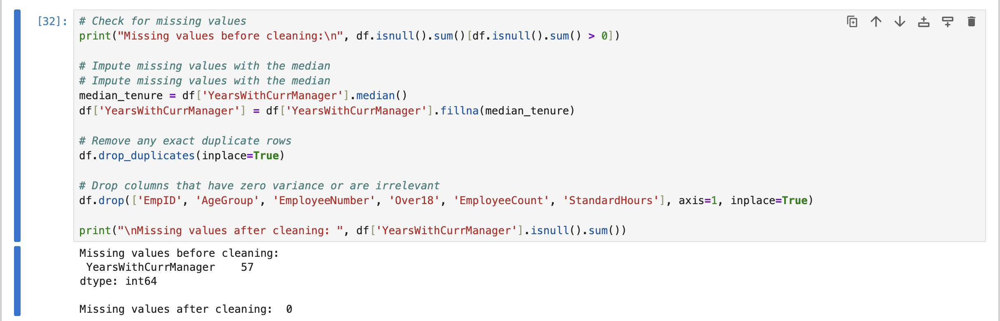 [32]:
# Check for missing values
print("Missing values before cleaning:\n", df.isnull().sum()[df.isnull().sum() > 0])
# Impute missing values with the median
# Impute missing values with the median
median_tenure = df['YearsWithCurrManager'].median()
df['YearsWithCurrManager'] = df['YearsWithCurrManager'].fillna(median_tenure)
# Remove any exact duplicate rows
df.drop_duplicates(inplace=True)
# Drop columns that have zero variance or are irrelevant
df.drop(['EmpID', 'AgeGroup', 'EmployeeNumber', 'Over18', 'EmployeeCount', 'StandardHours'], axis=1, inplace=True)
print("\nMissing values after cleaning: ", df['YearsWithCurrManager'].isnull().sum())
Missing values before cleaning:
 YearsWithCurrManager    57
dtype: int64
Missing values after cleaning:  0